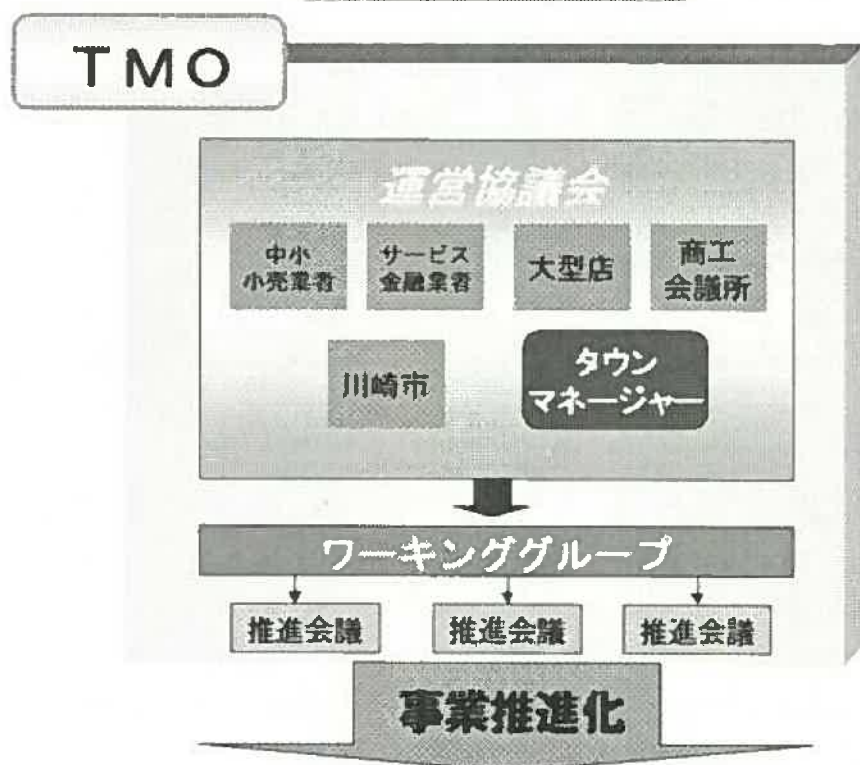 TMO
運営協議会
中小
小売業者
サービス
金融業者
大型店
商工
会議所
川崎市
タウン
マネージャー
ワーキンググループ
推進会議
推進会議
推進会議
事業推進化